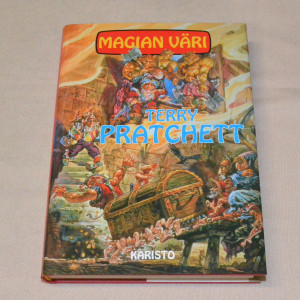 MAGIAN VÄRI
TERRY
PRATCHETT
KARISTO